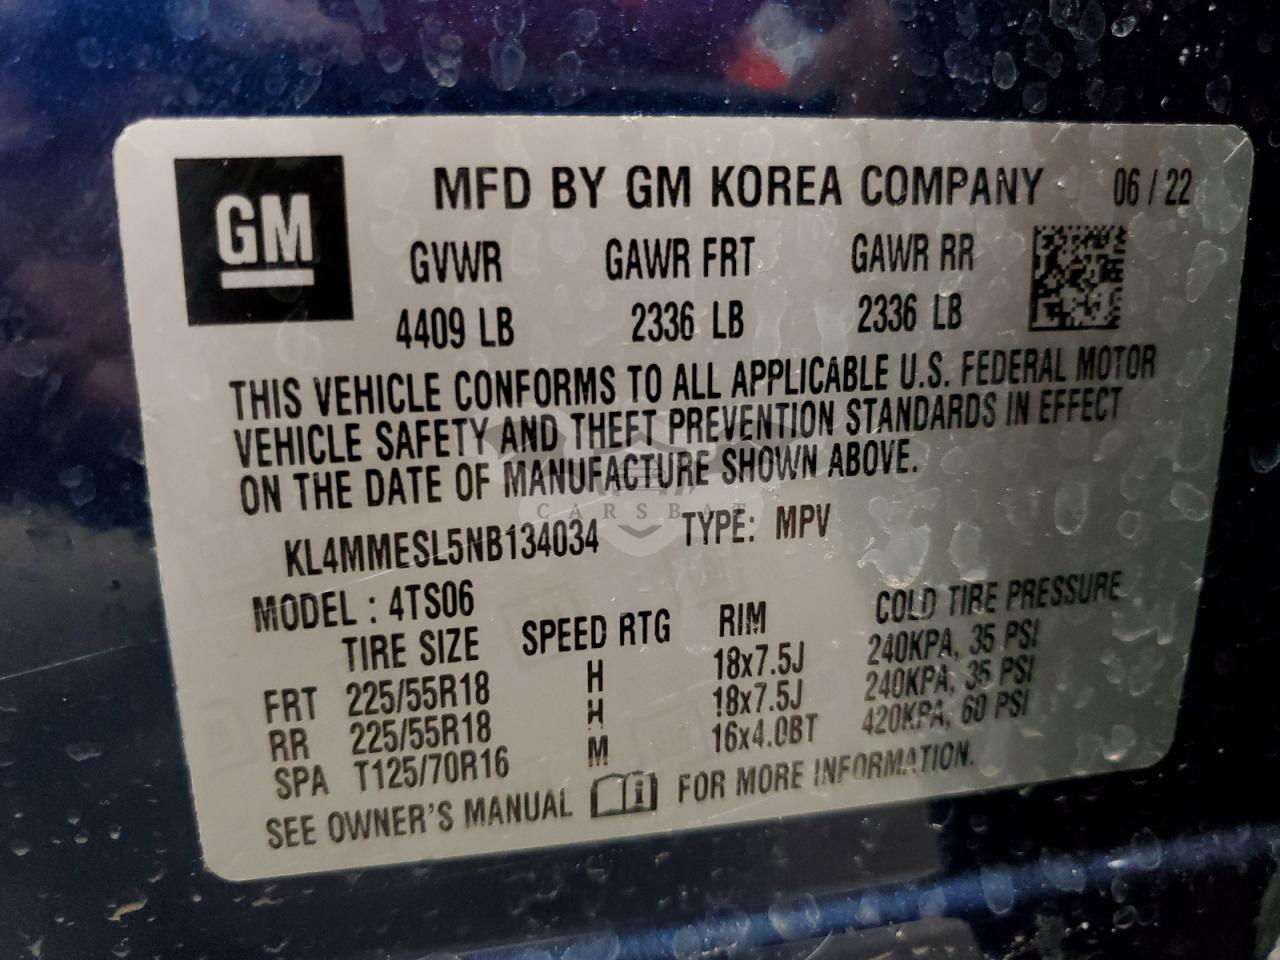 GM
MFD BY GM KOREA COMPANY 06 / 22
GVWR GAWR FRT GAWR RR
4409 LB 2336 LB 2336 LB
THIS VEHICLE CONFORMS TO ALL APPLICABLE U.S. FEDERAL MOTOR
VEHICLE SAFETY AND THEFT PREVENTION STANDARDS IN EFFECT
ON THE DATE OF MANUFACTURE SHOWN ABOVE.
CARSBAT
KL4MMESL5NB134034 TYPE: MPV
MODEL : 4TS06
TIRE SIZE SPEED RTG RIM COLD TIRE PRESSURE
FRT 225/55R18 H 18x7.5J 240KPA, 35 PSI
RR 225/55R18 H 18x7.5J 240KPA, 35 PSI
SPA T125/70R16 M 16x4.0BT 420KPA, 60 PSI
SEE OWNER'S MANUAL i FOR MORE INFORMATION.